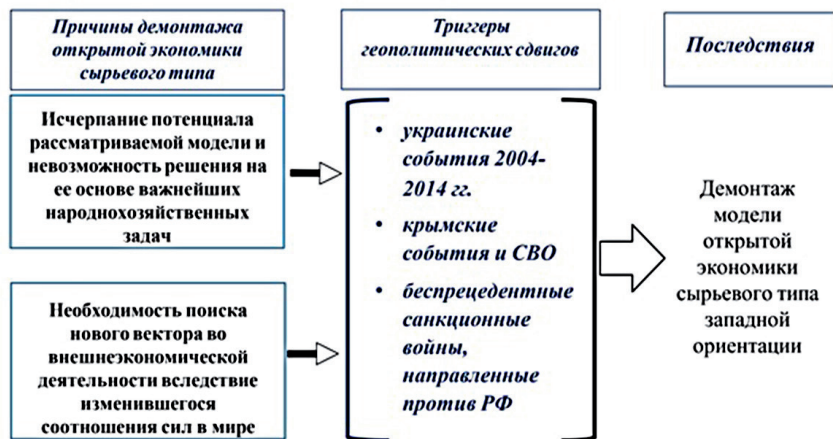 Причины демонтажа
открытой экономики
сырьевого типа
Исчерпание потенциала
рассматриваемой модели и
невозможность решения на
ее основе важнейших
народнохозяйственных
задач
Необходимость поиска
нового вектора во
внешнеэкономической
деятельности вследствие
изменившегося
соотношения сил в мире
Триггеры
геополитических сдвигов
• украинские
события 2004-
2014 гг.
• крымские
события и СВО
• беспрецедентные
санкционные
войны,
направленные
против РФ
Последствия
Демонтаж
модели
открытой
экономики
сырьевого типа
западной
ориентации